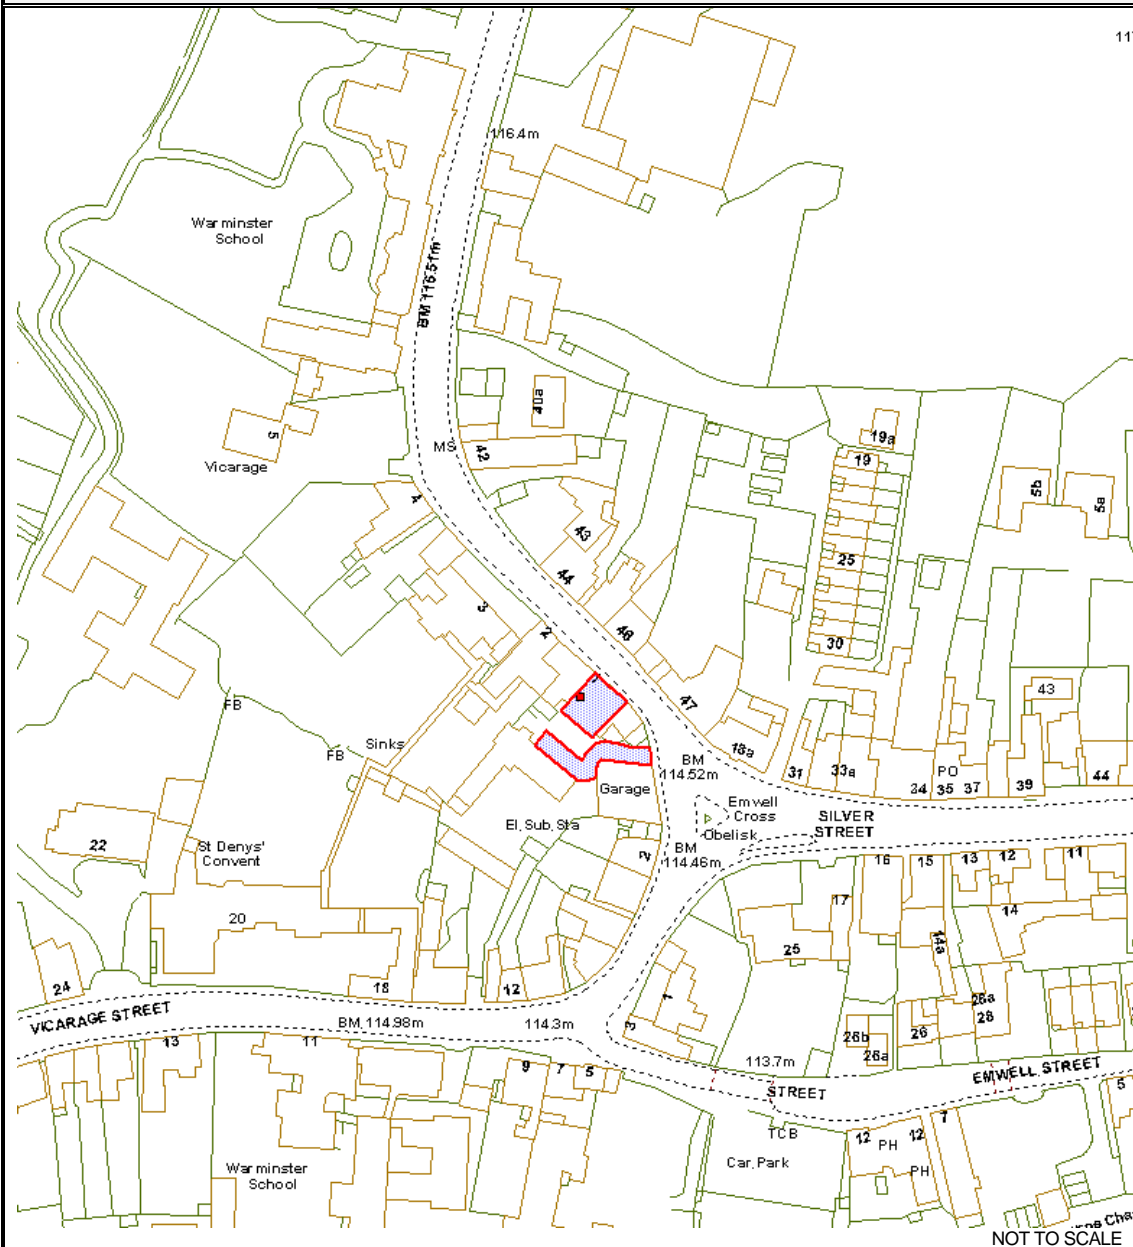 116.4m
Warminster
School
BM 116.51m
40a
MS
42
5
Vicarage
4
43
44
3
2
46
47
18a
19a
19
25
30
5b
5a
43
31
33a
PO
34
35
37
39
44
BM
114.52m
Emwell
Cross
Obelisk
SILVER
STREET
BM
114.46m
FB
FB
Sinks
Garage
El. Sub. Sta
2
22
St Denys'
Convent
20
18
12
24
VICARAGE STREET
BM 114.98m
114.3m
16
15
13
12
11
17
14
14a
25
1
3
26a
28
26
26b
26a
113.7m
STREET
EMWELL STREET
13
11
9
7
5
TCB
Car Park
12
12
PH
PH
7
5
Warminster
School
NOT TO SCALE